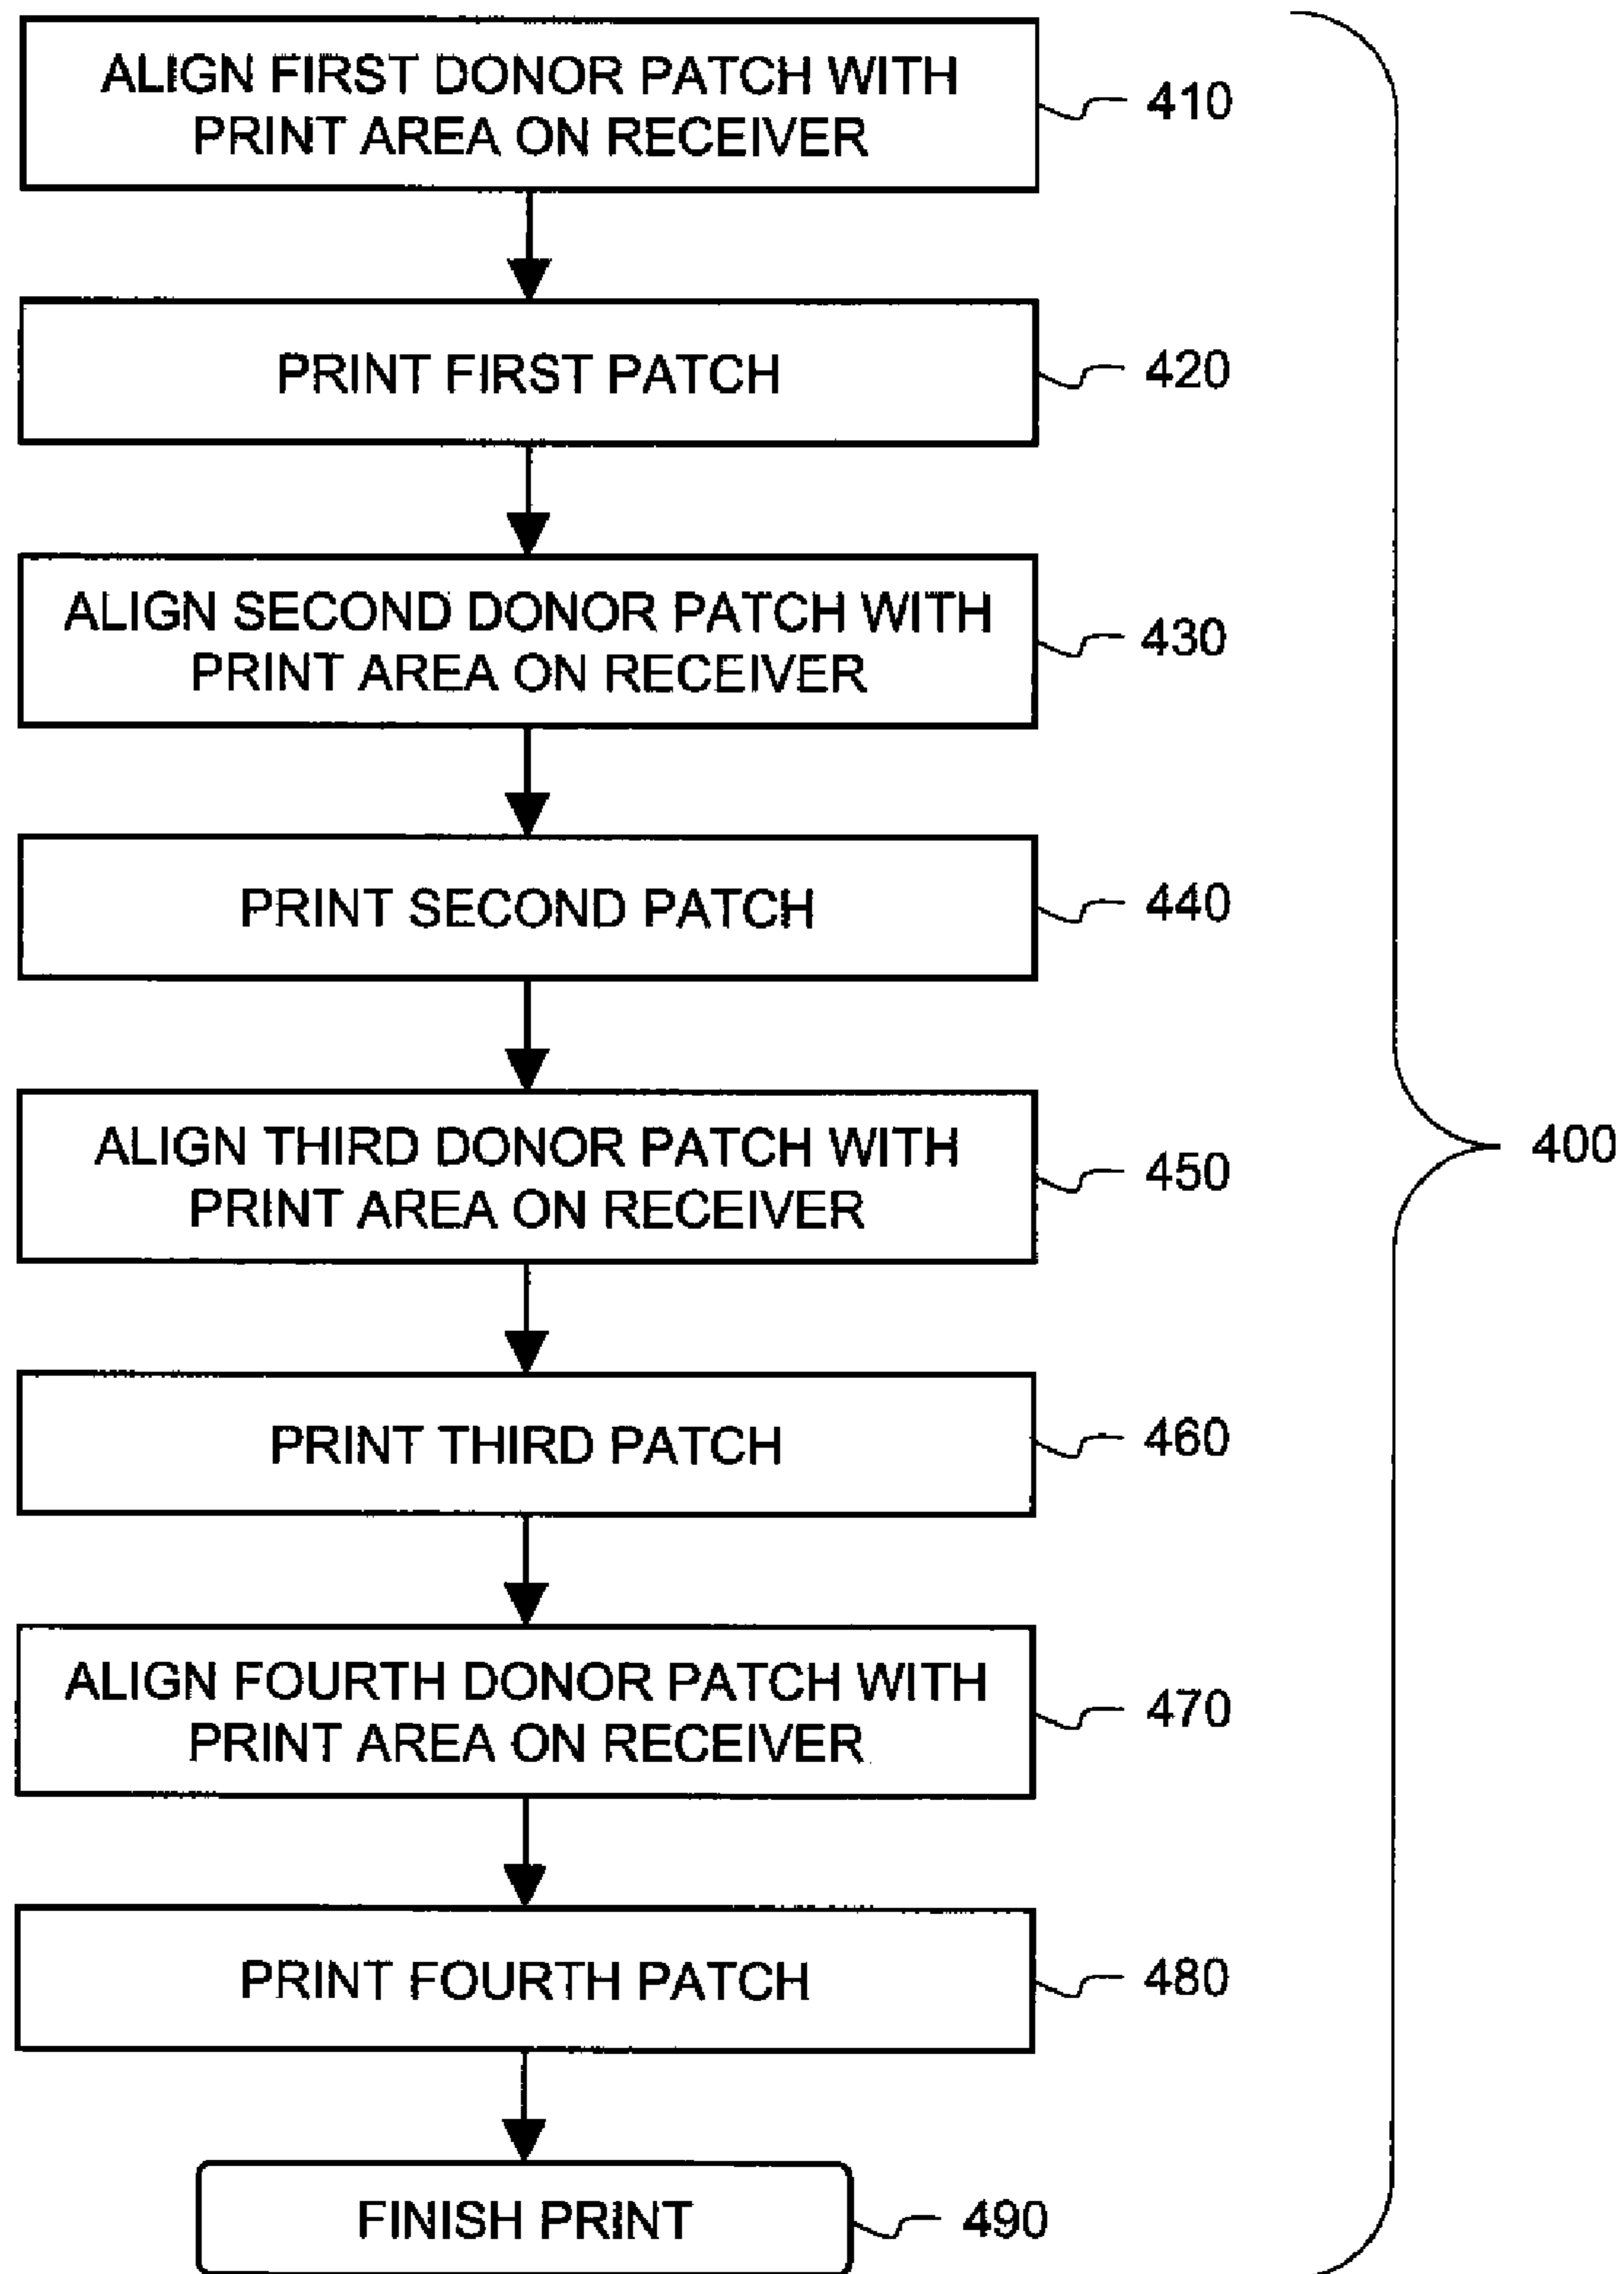 ALIGN FIRST DONOR PATCH WITH
PRINT AREA ON RECEIVER
410
PRINT FIRST PATCH
420
ALIGN SECOND DONOR PATCH WITH
PRINT AREA ON RECEIVER
430
PRINT SECOND PATCH
440
ALIGN THIRD DONOR PATCH WITH
PRINT AREA ON RECEIVER
450
400
PRINT THIRD PATCH
460
ALIGN FOURTH DONOR PATCH WITH
PRINT AREA ON RECEIVER
470
PRINT FOURTH PATCH
480
FINISH PRINT
490